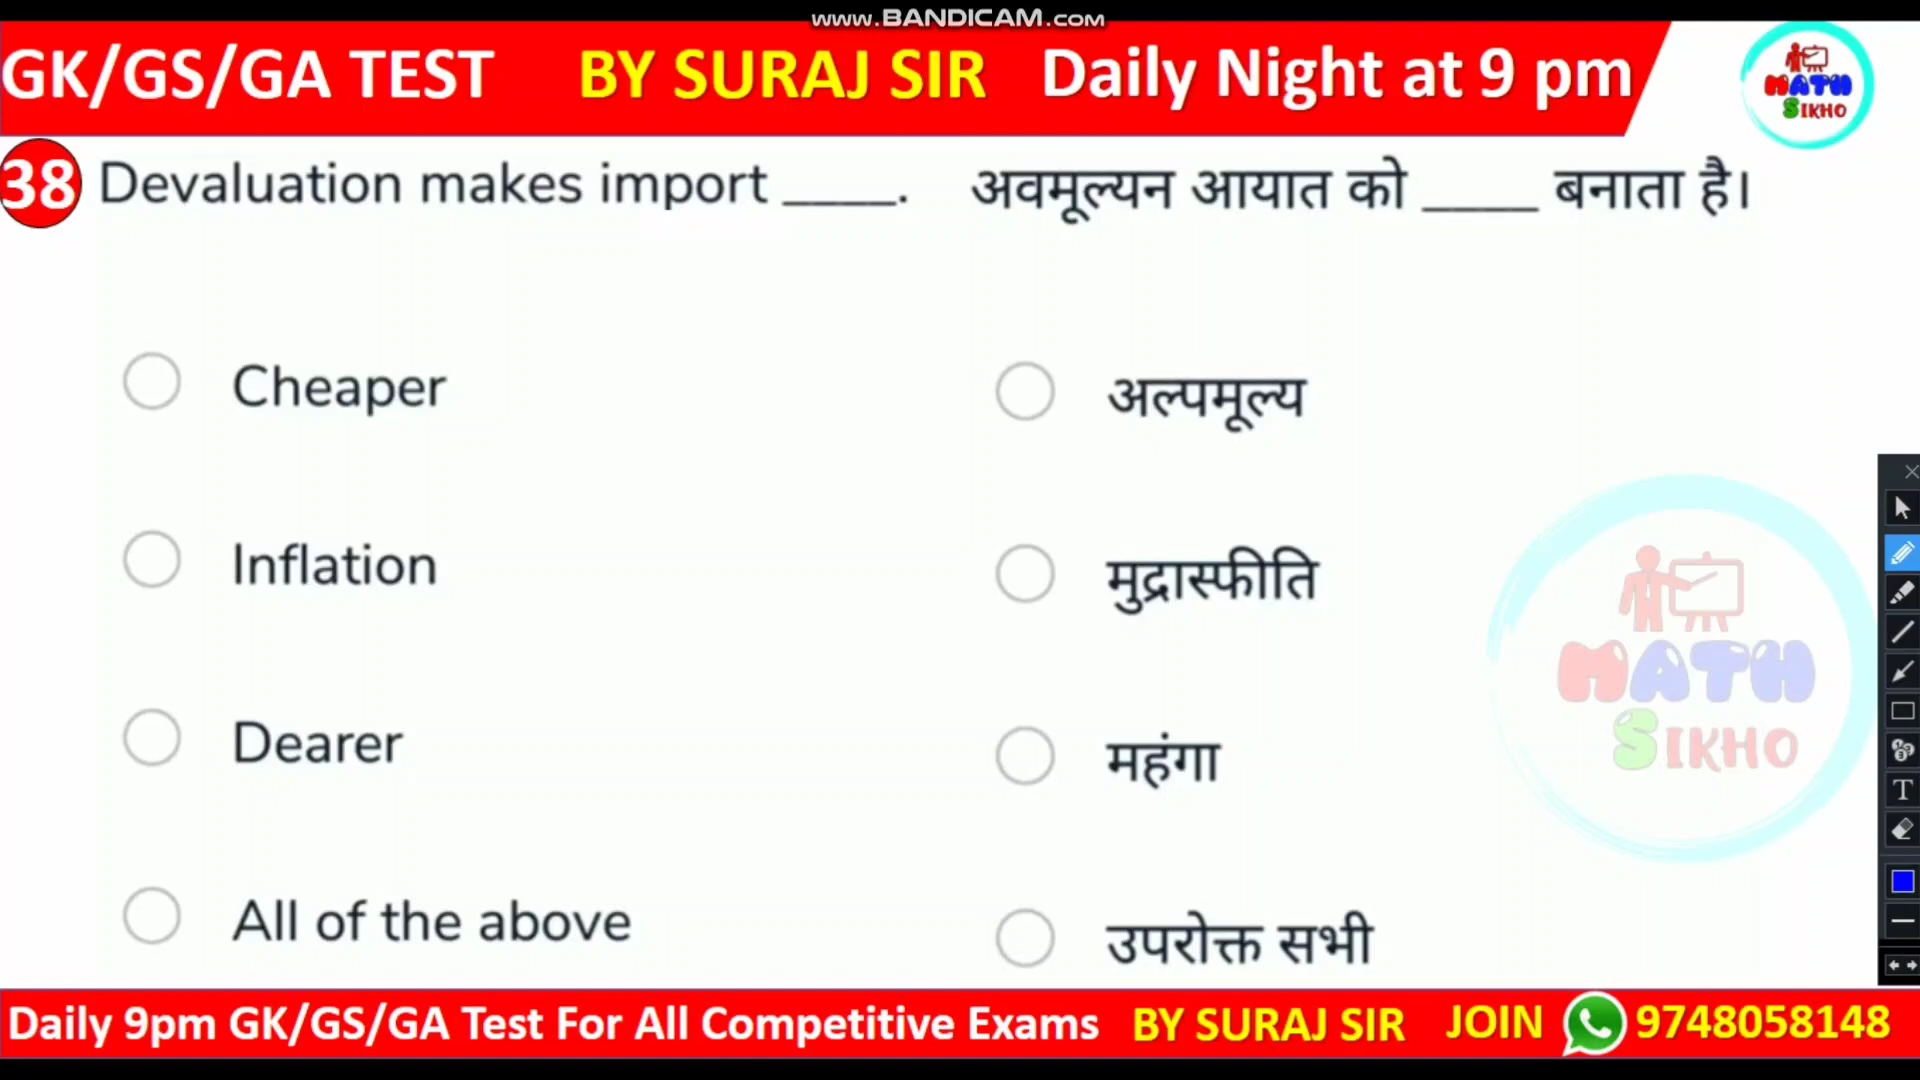 www.BANDICAM.com
GK/GS/GA TEST BY SURAJ SIR Daily Night at 9 pm
MATH
SIKHO
38 Devaluation makes import ____. अवमूल्यन आयात को ____ बनाता है।
Cheaper
अल्पमूल्य
Inflation
मुद्रास्फीति
Dearer
महंगा
All of the above
उपरोक्त सभी
MATH
SIKHO
Daily 9pm GK/GS/GA Test For All Competitive Exams BY SURAJ SIR JOIN 9748058148